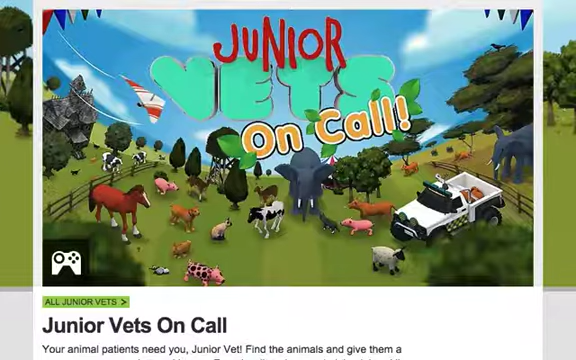 JUNIOR
VETS
On Call!
ALL JUNIOR VETS >
Junior Vets On Call
Your animal patients need you, Junior Vet! Find the animals and give them a